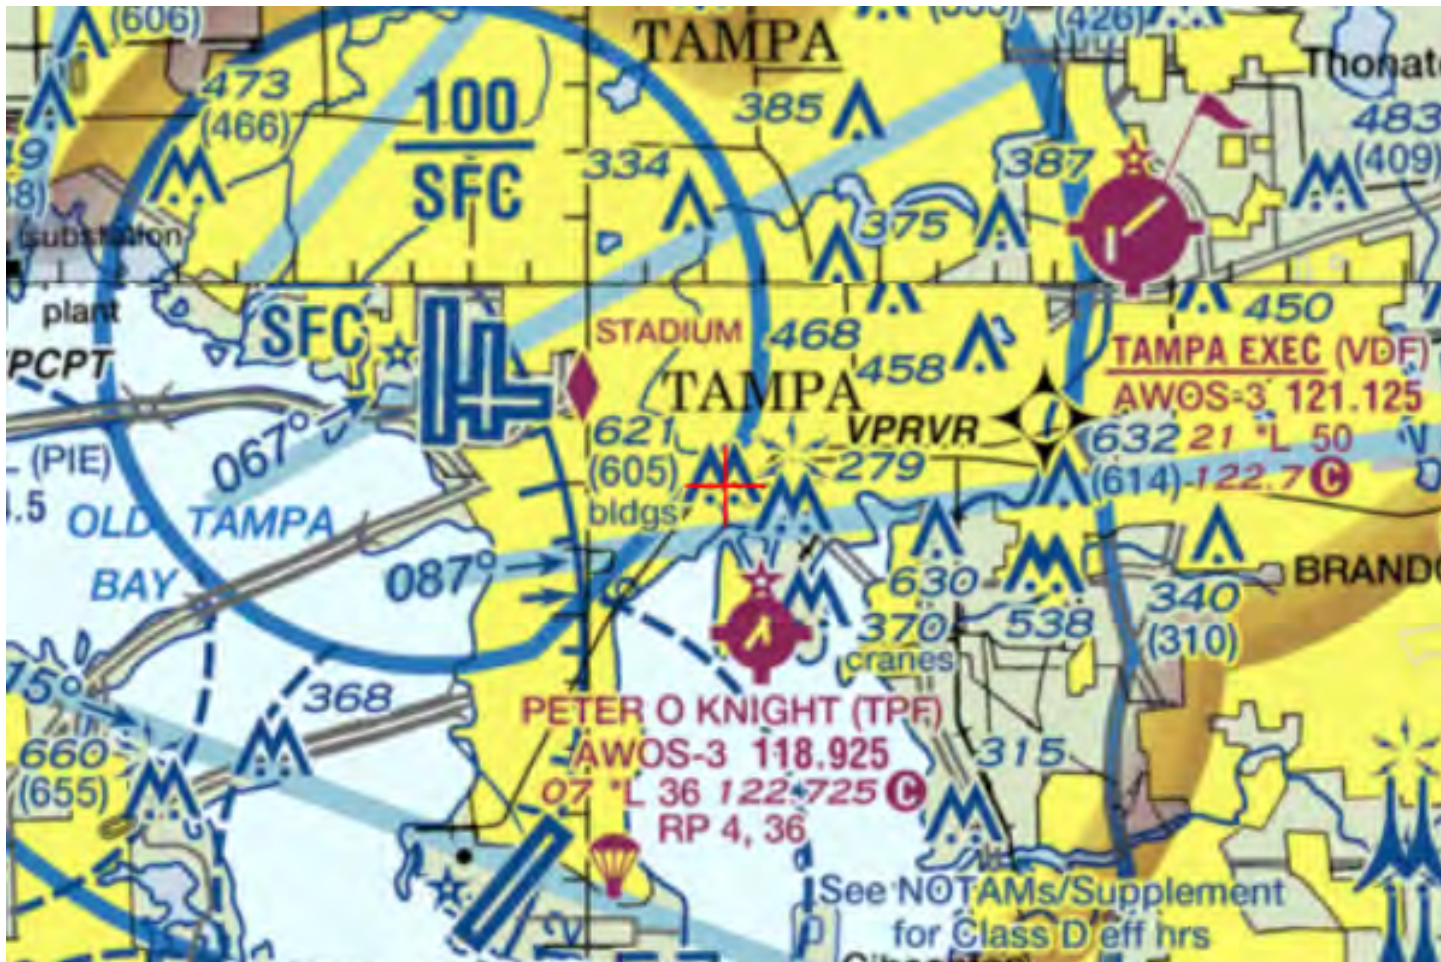 (606)
TAMPA
(426)
Thonat
473
(466)
100
SFC
385
483
(409)
334
387
375
(substation
plant
SFC
STADIUM
468
450
PCPT
458
TAMPA EXEC (VDF)
TAMPA
AWOS-3 121.125
067°
621
(605)
bldgs
VPRVR
279
632
(614)
21 *L 50
122.7 C
(PIE)
.5
OLD TAMPA
BAY
087°
630
538
340
(310)
BRAND
370
cranes
15°
368
PETER O KNIGHT (TPF)
AWOS-3 118.925
07 *L 36 122.725 C
RP 4, 36
315
660
(655)
See NOTAMs/Supplement
for Class D eff hrs